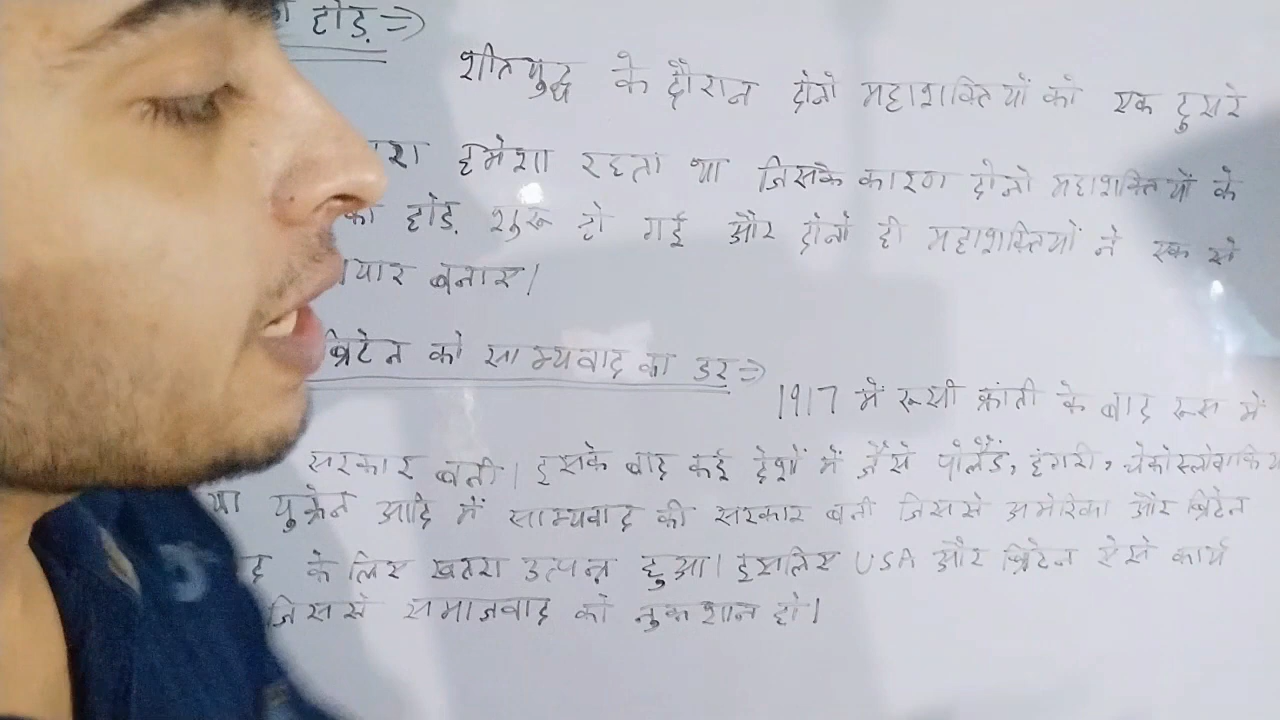 होड़ =>
शीतयुद्ध के दौरान दोनो महाशक्तियों को एक दुसरे
हमेशा रहता था जिसके कारण दोनो महाशक्तियों के
का होड़ शुरू हो गई और दोनों ही महाशक्तियों ने एक से
बनाए।
ब्रिटेन को साम्यवाद का डर =>
1917 में रूसी क्रांती के बाद रूस में
सरकार बनी। इसके बाद कई देशों में जैसे पोलैंड, हंगरी, चेकोस्लोवाकिया
युक्रेन आदि में साम्यवाद की सरकार बनी जिससे अमेरिका और ब्रिटेन
के लिए खतरा उत्पन्न हुआ। इसलिए USA और ब्रिटेन ऐसे कार्य
जिससे समाजवाद को नुकशान हो।